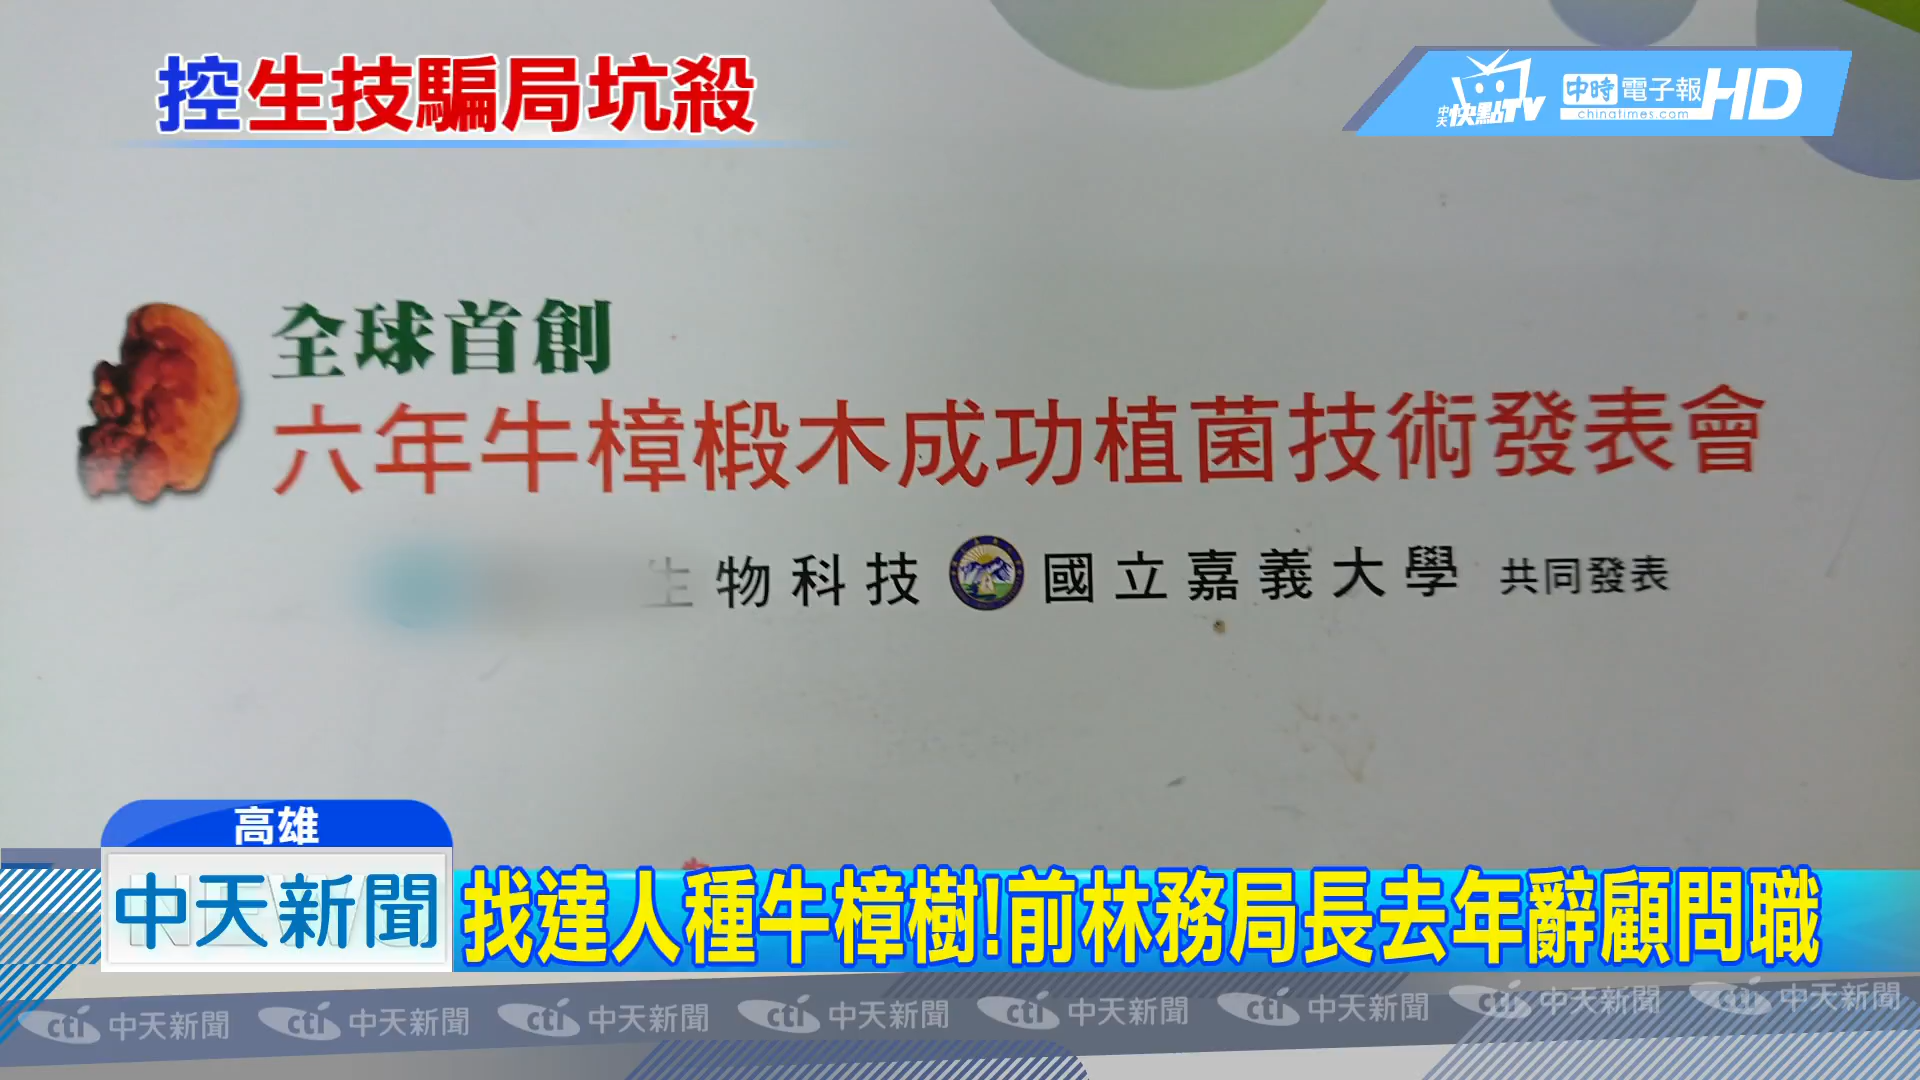 控生技騙局坑殺
中天快點TV 中時電子報 HD
chinatimes.com
全球首創
六年牛樟椴木成功植菌技術發表會
生物科技 國立嘉義大學 共同發表
高雄
中天新聞
找達人種牛樟樹!前林務局長去年辭顧問職
cti 中天新聞 cti 中天新聞 cti 中天新聞 cti 中天新聞 cti 中天新聞 cti 中天新聞 cti 中天新聞 cti 中天新聞